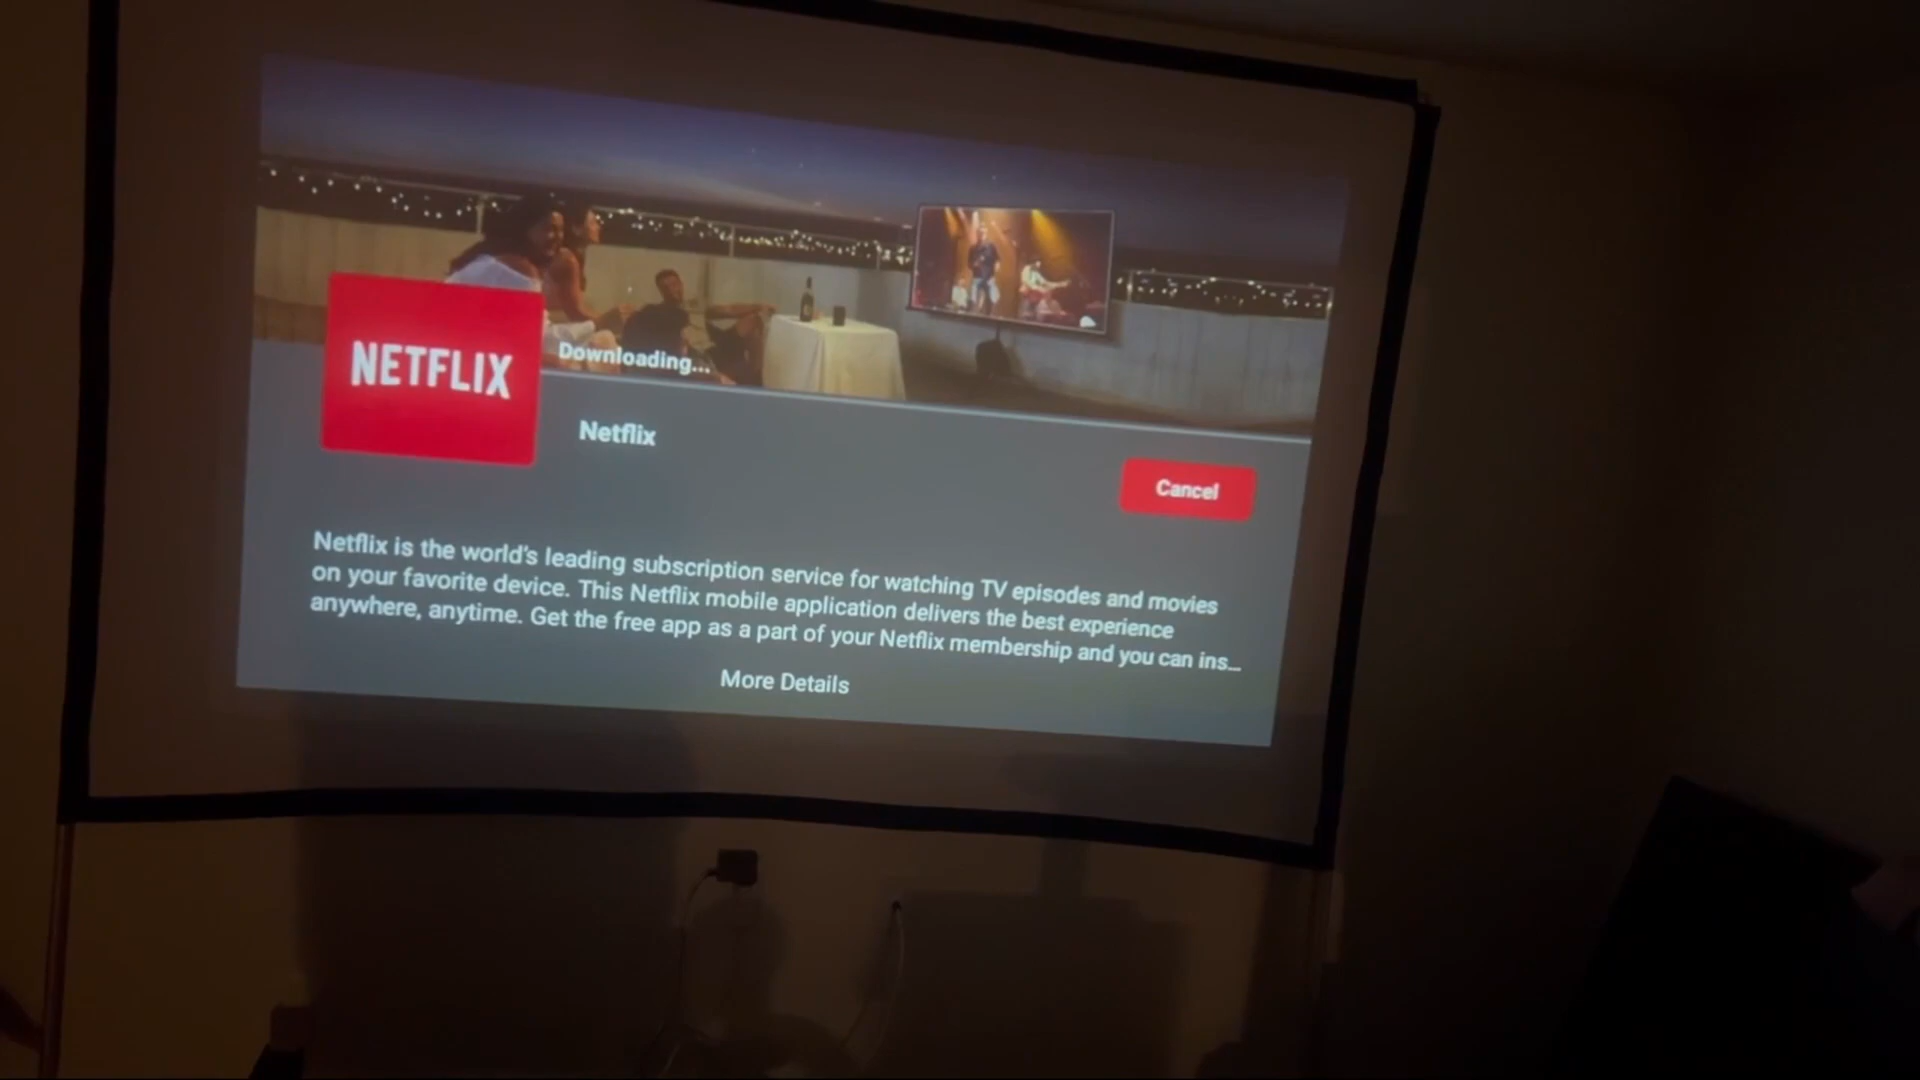 NETFLIX
Downloading...
Netflix
Cancel
Netflix is the world's leading subscription service for watching TV episodes and movies
on your favorite device. This Netflix mobile application delivers the best experience
anywhere, anytime. Get the free app as a part of your Netflix membership and you can ins...
More Details